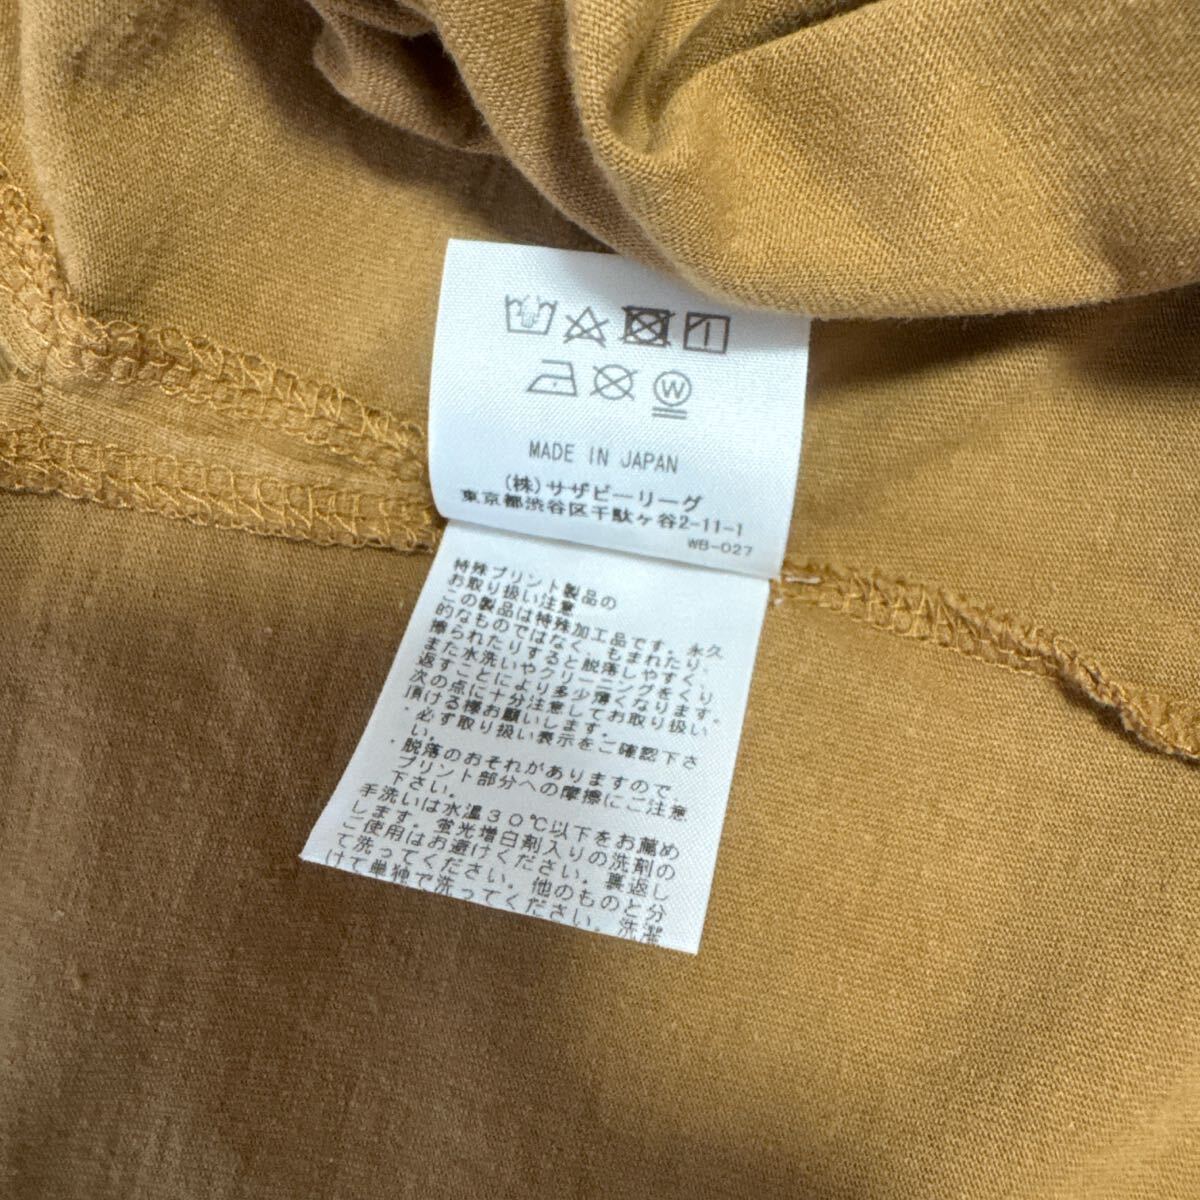 W
MADE IN JAPAN
(株)サザビーリーグ
東京都渋谷区千駄ヶ谷2-11-1
WB-027
特殊プリント製品の
お取り扱い注意
この製品は特殊加工品です。永久
的なものではなく、もまれたり、
擦られたりすると脱落しやすく、
また水洗いやクリーニングをくり
返すことにより多少薄くなります。
次の点に十分注意してお取り扱い
頂ける様お願いします。
・必ず取り扱い表示をご確認下さ
い。
・脱落のおそれがありますので、
プリント部分への摩擦にご注意
下さい。
手洗いは水温30℃以下をお薦め
します。蛍光増白剤入りの洗剤の
ご使用はお避けください。裏返し
て洗ってください。他のものと分
けて単独で洗ってください。洗濯